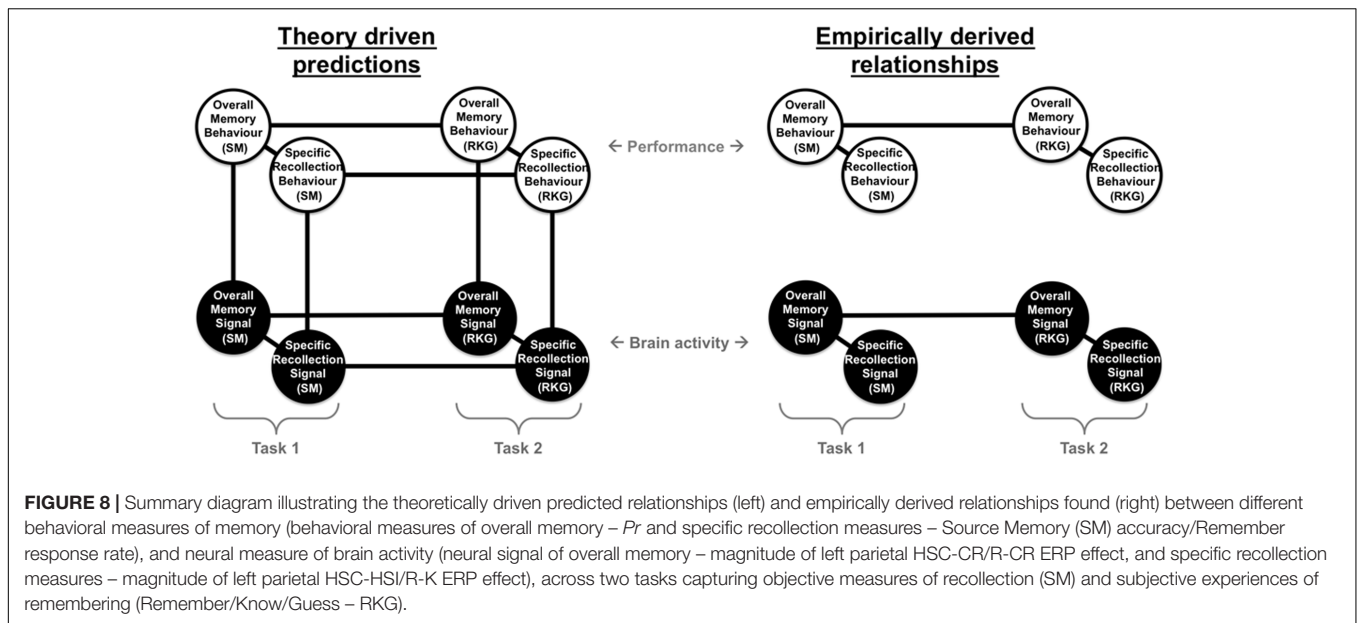 Theory driven
predictions
Empirically derived
relationships
Overall
Memory
Behaviour
(SM)
Specific
Recollection
Behaviour
(SM)
Overall
Memory
Behaviour
(RKG)
Specific
Recollection
Behaviour
(RKG)
← Performance →
Overall
Memory
Behaviour
(SM)
Specific
Recollection
Behaviour
(SM)
Overall
Memory
Behaviour
(RKG)
Specific
Recollection
Behaviour
(RKG)
Overall
Memory
Signal
(SM)
Specific
Recollection
Signal
(SM)
Overall
Memory
Signal
(RKG)
Specific
Recollection
Signal
(RKG)
← Brain activity →
Overall
Memory
Signal
(SM)
Specific
Recollection
Signal
(SM)
Overall
Memory
Signal
(RKG)
Specific
Recollection
Signal
(RKG)
Task 1
Task 2
Task 1
Task 2
FIGURE 8 | Summary diagram illustrating the theoretically driven predicted relationships (left) and empirically derived relationships found (right) between different
behavioral measures of memory (behavioral measures of overall memory – Pr and specific recollection measures – Source Memory (SM) accuracy/Remember
response rate), and neural measure of brain activity (neural signal of overall memory – magnitude of left parietal HSC-CR/R-CR ERP effect, and specific recollection
measures – magnitude of left parietal HSC-HSI/R-K ERP effect), across two tasks capturing objective measures of recollection (SM) and subjective experiences of
remembering (Remember/Know/Guess – RKG).